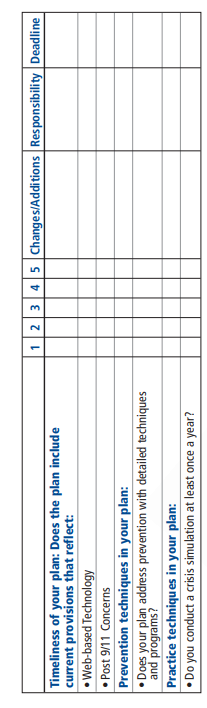 1 2 3 4 5 Changes/Additions Responsibility Deadline
Timeliness of your plan: Does the plan include
current provisions that reflect:
• Web-based Technology
• Post 9/11 Concerns
Prevention techniques in your plan:
• Does your plan address prevention with detailed techniques
and programs?
Practice techniques in your plan:
• Do you conduct a crisis simulation at least once a year?